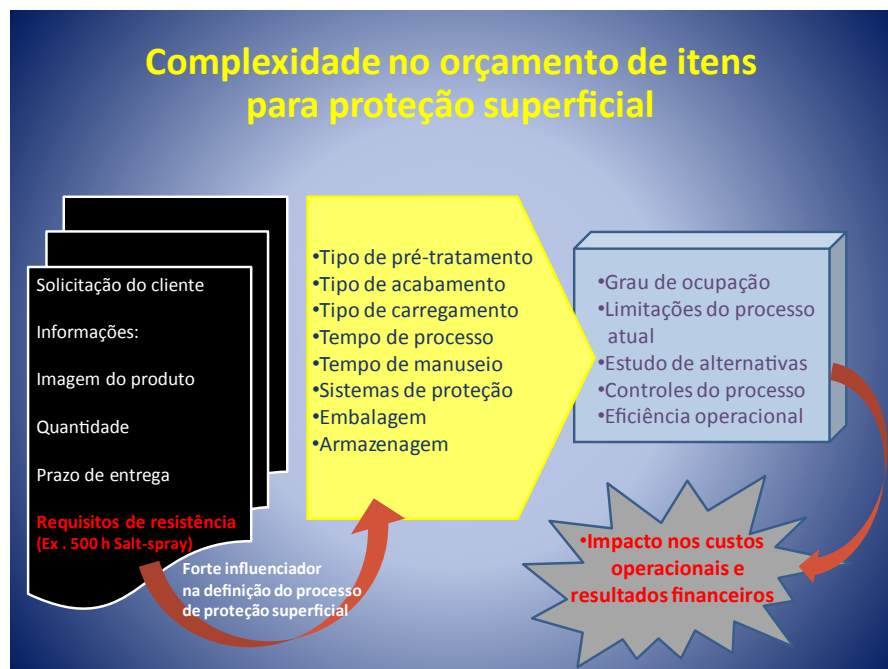 Complexidade no orçamento de itens
para proteção superficial
Solicitação do cliente
Informações:
Imagem do produto
Quantidade
Prazo de entrega
Requisitos de resistência
(Ex . 500 h Salt-spray)
Forte influenciador
na definição do processo
de proteção superficial
•Tipo de pré-tratamento
•Tipo de acabamento
•Tipo de carregamento
•Tempo de processo
•Tempo de manuseio
•Sistemas de proteção
•Embalagem
•Armazenagem
•Grau de ocupação
•Limitações do processo
atual
•Estudo de alternativas
•Controles do processo
•Eficiência operacional
•Impacto nos custos
operacionais e
resultados financeiros